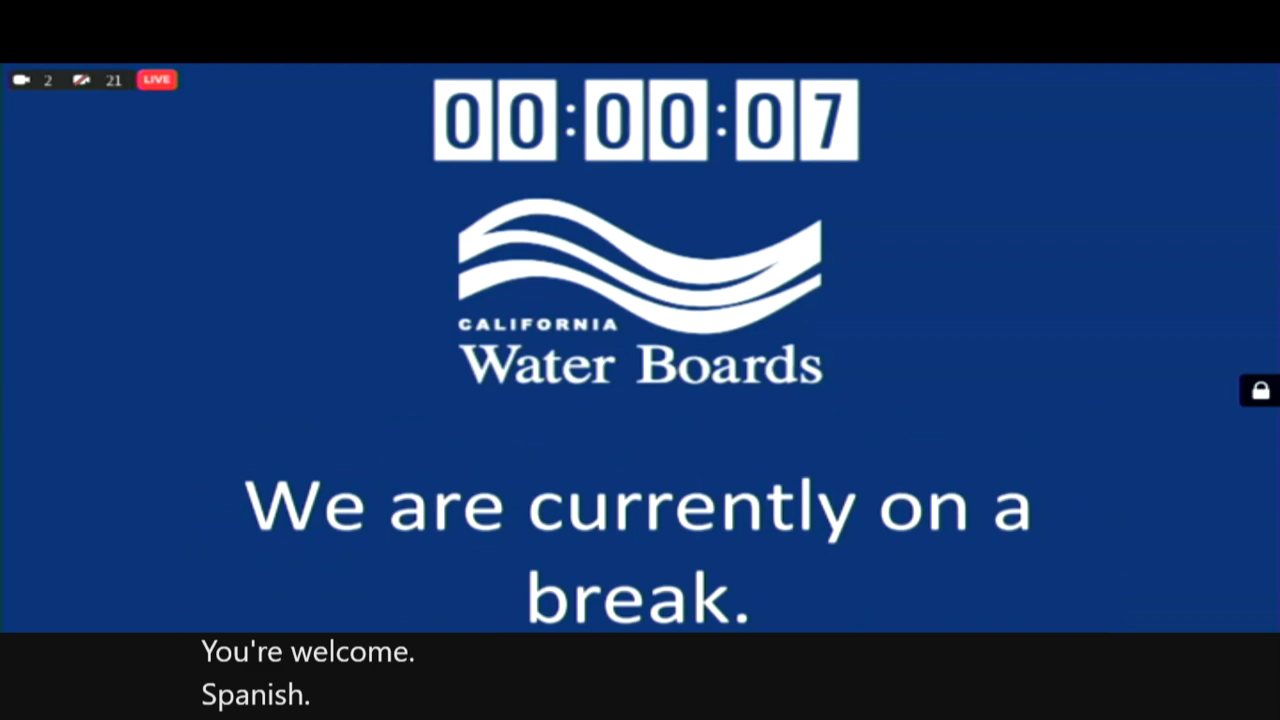 2 21 LIVE
00:00:07
CALIFORNIA
Water Boards
We are currently on a
break.
You're welcome.
Spanish.